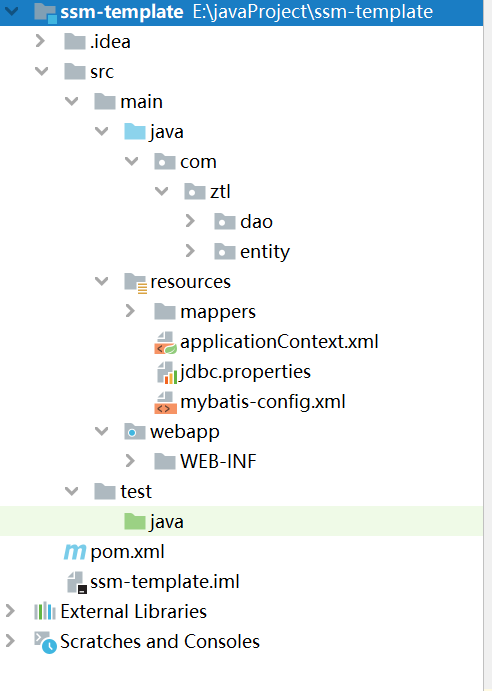 ssm-template E:\javaProject\ssm-template
.idea
src
main
java
com
ztl
dao
entity
resources
mappers
applicationContext.xml
jdbc.properties
mybatis-config.xml
webapp
WEB-INF
test
java
pom.xml
ssm-template.iml
External Libraries
Scratches and Consoles